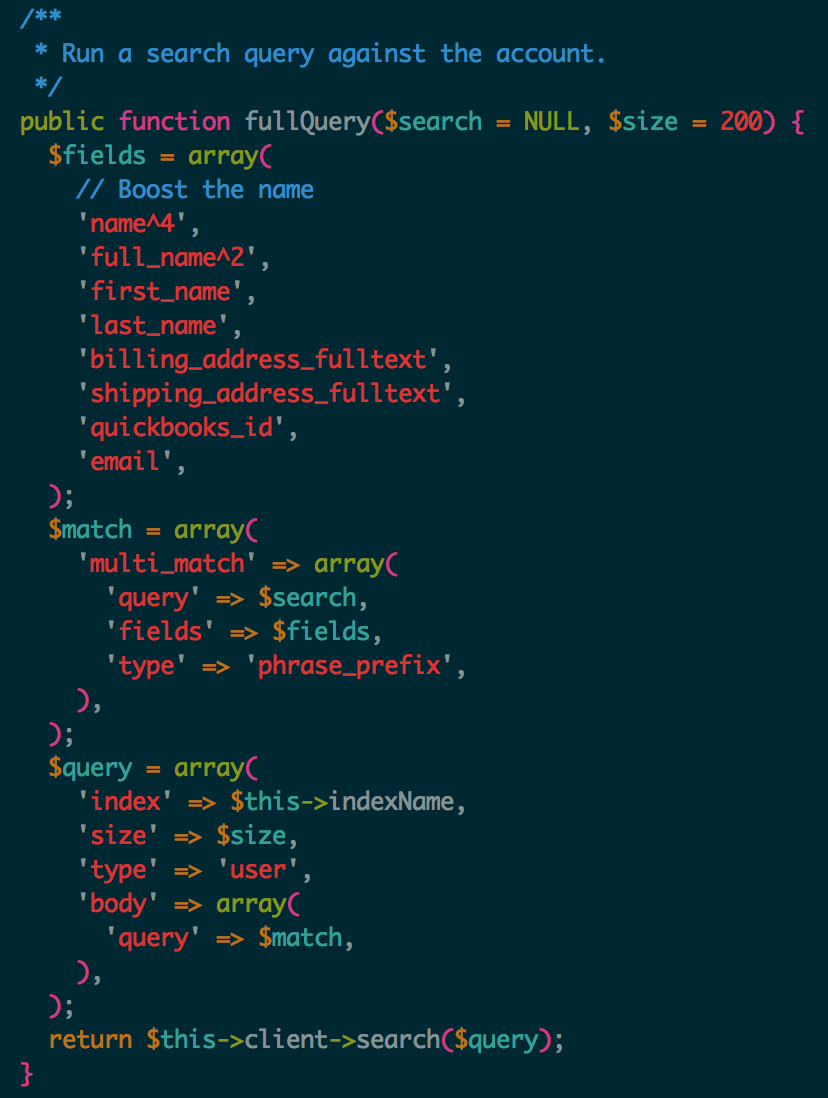 /**
 * Run a search query against the account.
 */
public function fullQuery($search = NULL, $size = 200) {
  $fields = array(
    // Boost the name
    'name^4',
    'full_name^2',
    'first_name',
    'last_name',
    'billing_address_fulltext',
    'shipping_address_fulltext',
    'quickbooks_id',
    'email',
  );
  $match = array(
    'multi_match' => array(
      'query' => $search,
      'fields' => $fields,
      'type' => 'phrase_prefix',
    ),
  );
  $query = array(
    'index' => $this->indexName,
    'size' => $size,
    'type' => 'user',
    'body' => array(
      'query' => $match,
    ),
  );
  return $this->client->search($query);
}